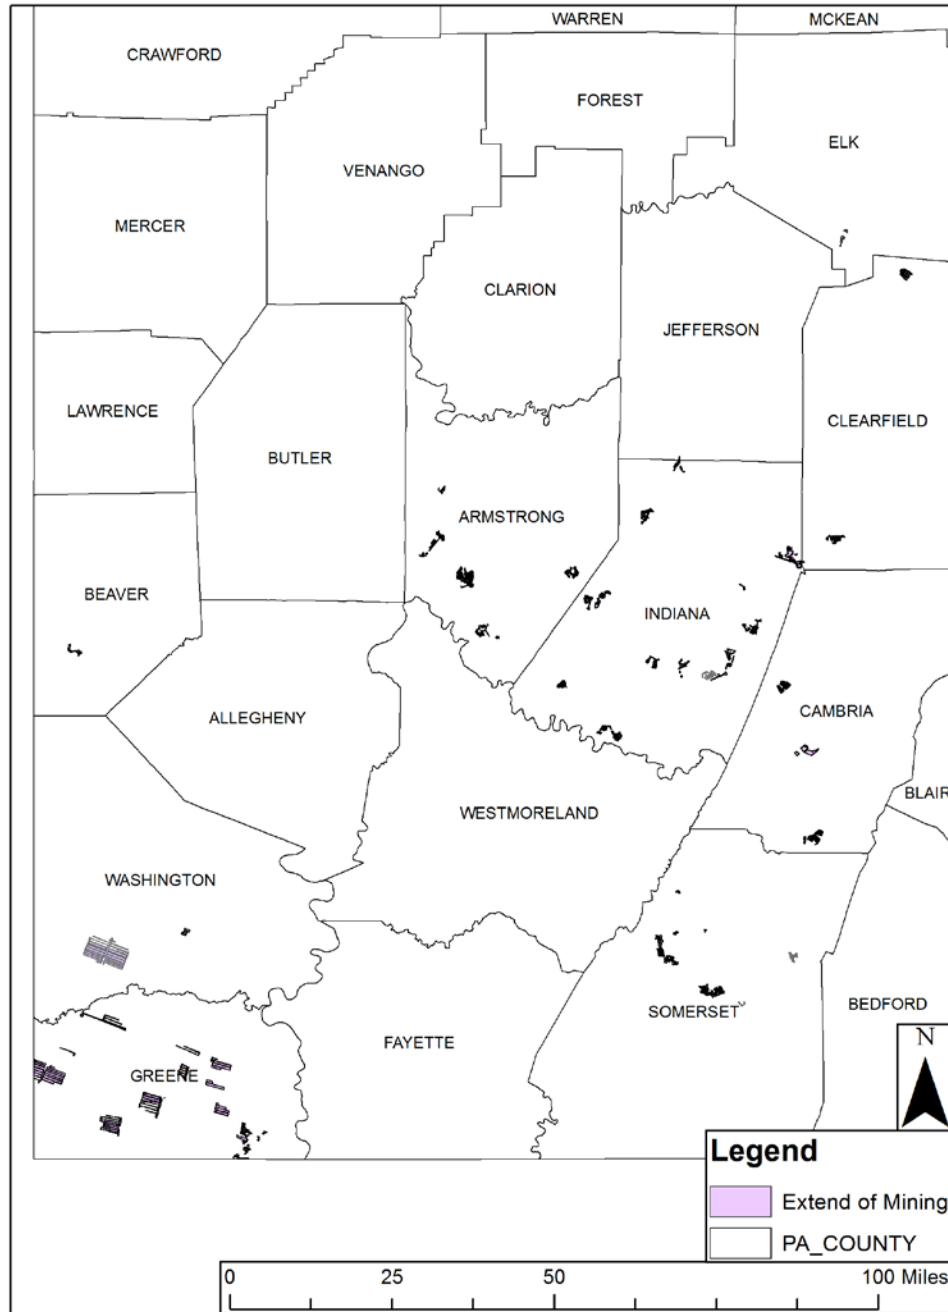 WARREN
MCKEAN
CRAWFORD
FOREST
ELK
VENANGO
MERCER
CLARION
JEFFERSON
LAWRENCE
CLEARFIELD
BUTLER
ARMSTRONG
BEAVER
INDIANA
CAMBRIA
ALLEGHENY
BLAIR
WESTMORELAND
WASHINGTON
BEDFORD
SOMERSET
FAYETTE
GREENE
N
Legend
Extend of Mining
PA_COUNTY
0 25 50 100 Miles